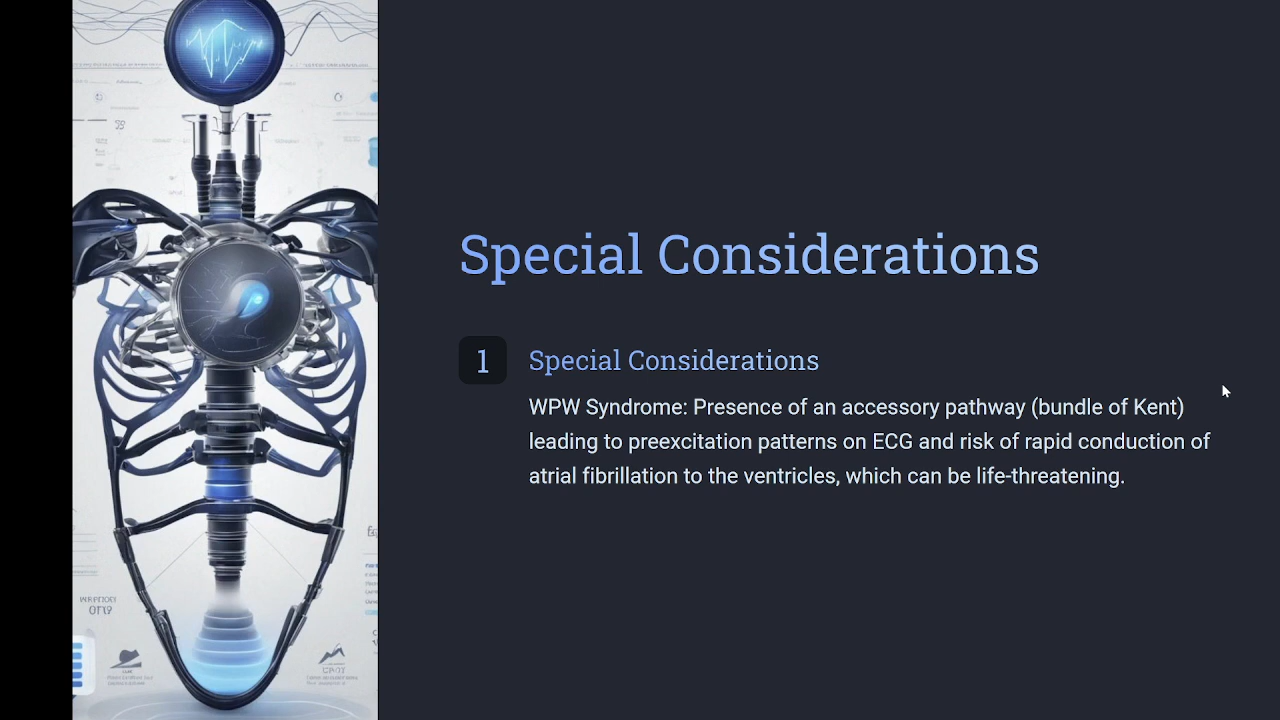 Special Considerations
1
Special Considerations
WPW Syndrome: Presence of an accessory pathway (bundle of Kent)
leading to preexcitation patterns on ECG and risk of rapid conduction of
atrial fibrillation to the ventricles, which can be life-threatening.